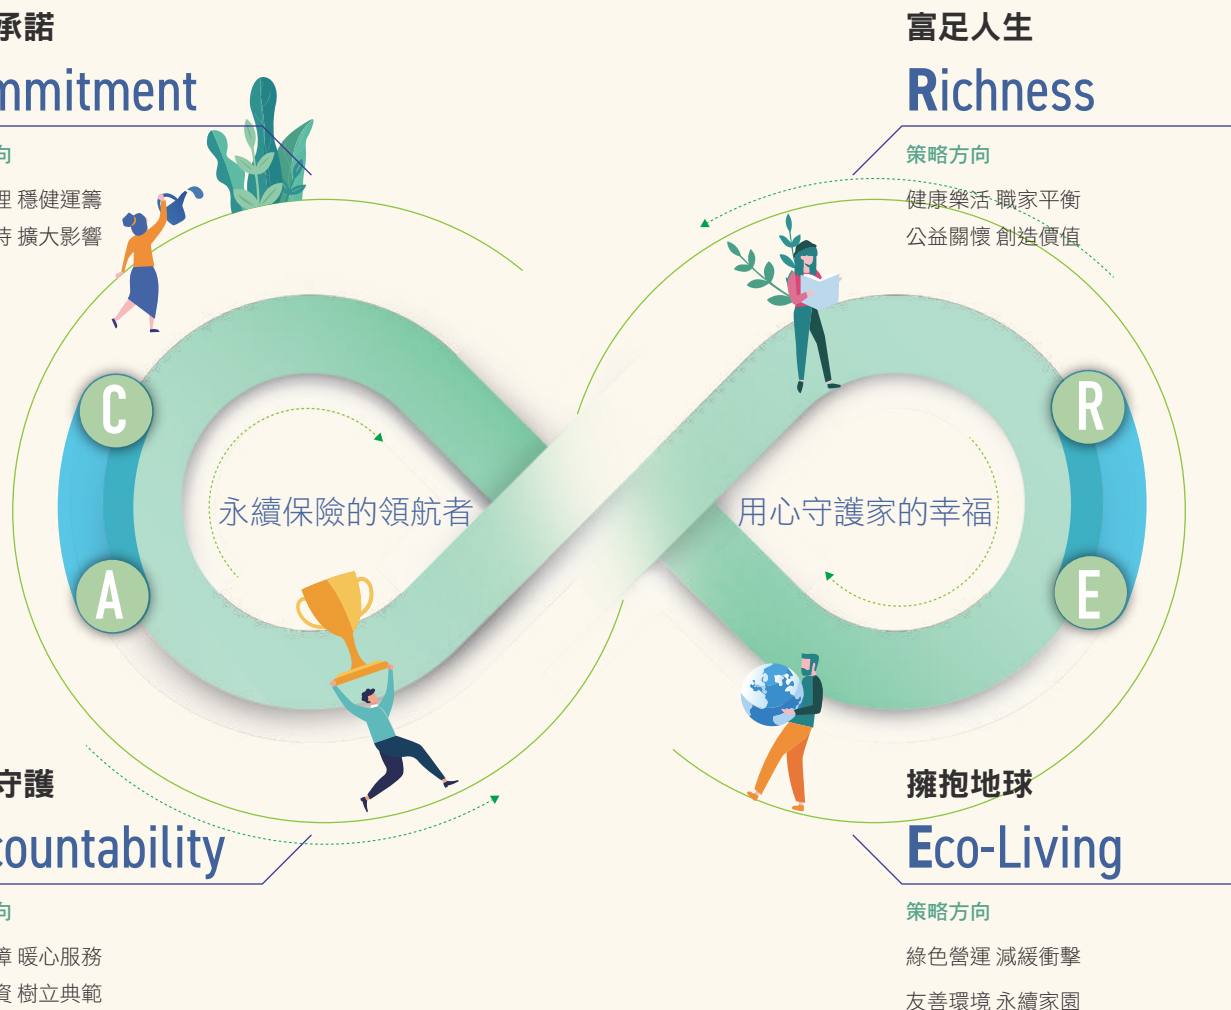 承諾
mmitment
向
穩健運籌
擴大影響
富足人生
Richness
策略方向
健康樂活 職家平衡
公益關懷 創造價值
C
A
永續保險的領航者
用心守護家的幸福
R
E
守護
countability
向
暖心服務
樹立典範
擁抱地球
Eco-Living
策略方向
綠色營運 減緩衝擊
友善環境 永續家園